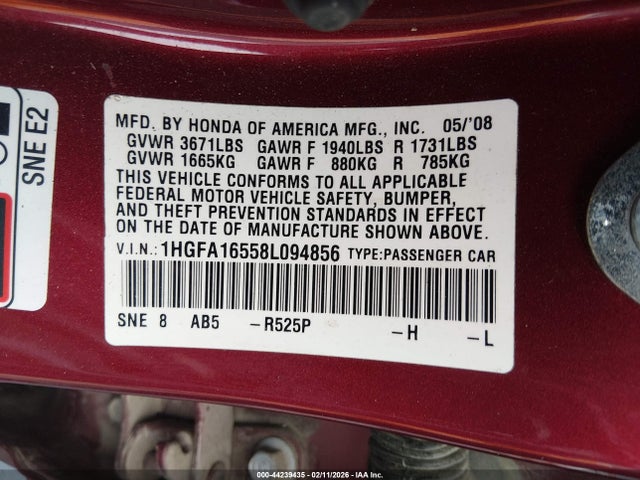 SNE E2
MFD. BY HONDA OF AMERICA MFG., INC. 05/'08
GVWR 3671LBS GAWR F 1940LBS R 1731LBS
GVWR 1665KG GAWR F 880KG R 785KG
THIS VEHICLE CONFORMS TO ALL APPLICABLE
FEDERAL MOTOR VEHICLE SAFETY, BUMPER,
AND THEFT PREVENTION STANDARDS IN EFFECT
ON THE DATE OF MANUFACTURE SHOWN ABOVE.
V.I.N.: 1HGFA16558L094856 TYPE:PASSENGER CAR
SNE 8 AB5 -R525P -H -L
000-44239435 - 02/11/2026 - IAA Inc.